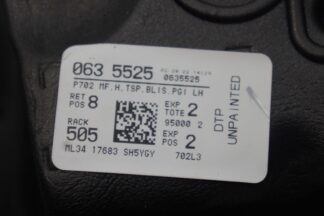 063 5525
0635525
P702 MF.H.TSP.BLIS.PGI LH
RET POS 8
EXP TOTE 2
95000 2
RACK 505
EXP POS 2
ML34 17683 SH5YGY
702L3
DTP
UNPAINTED